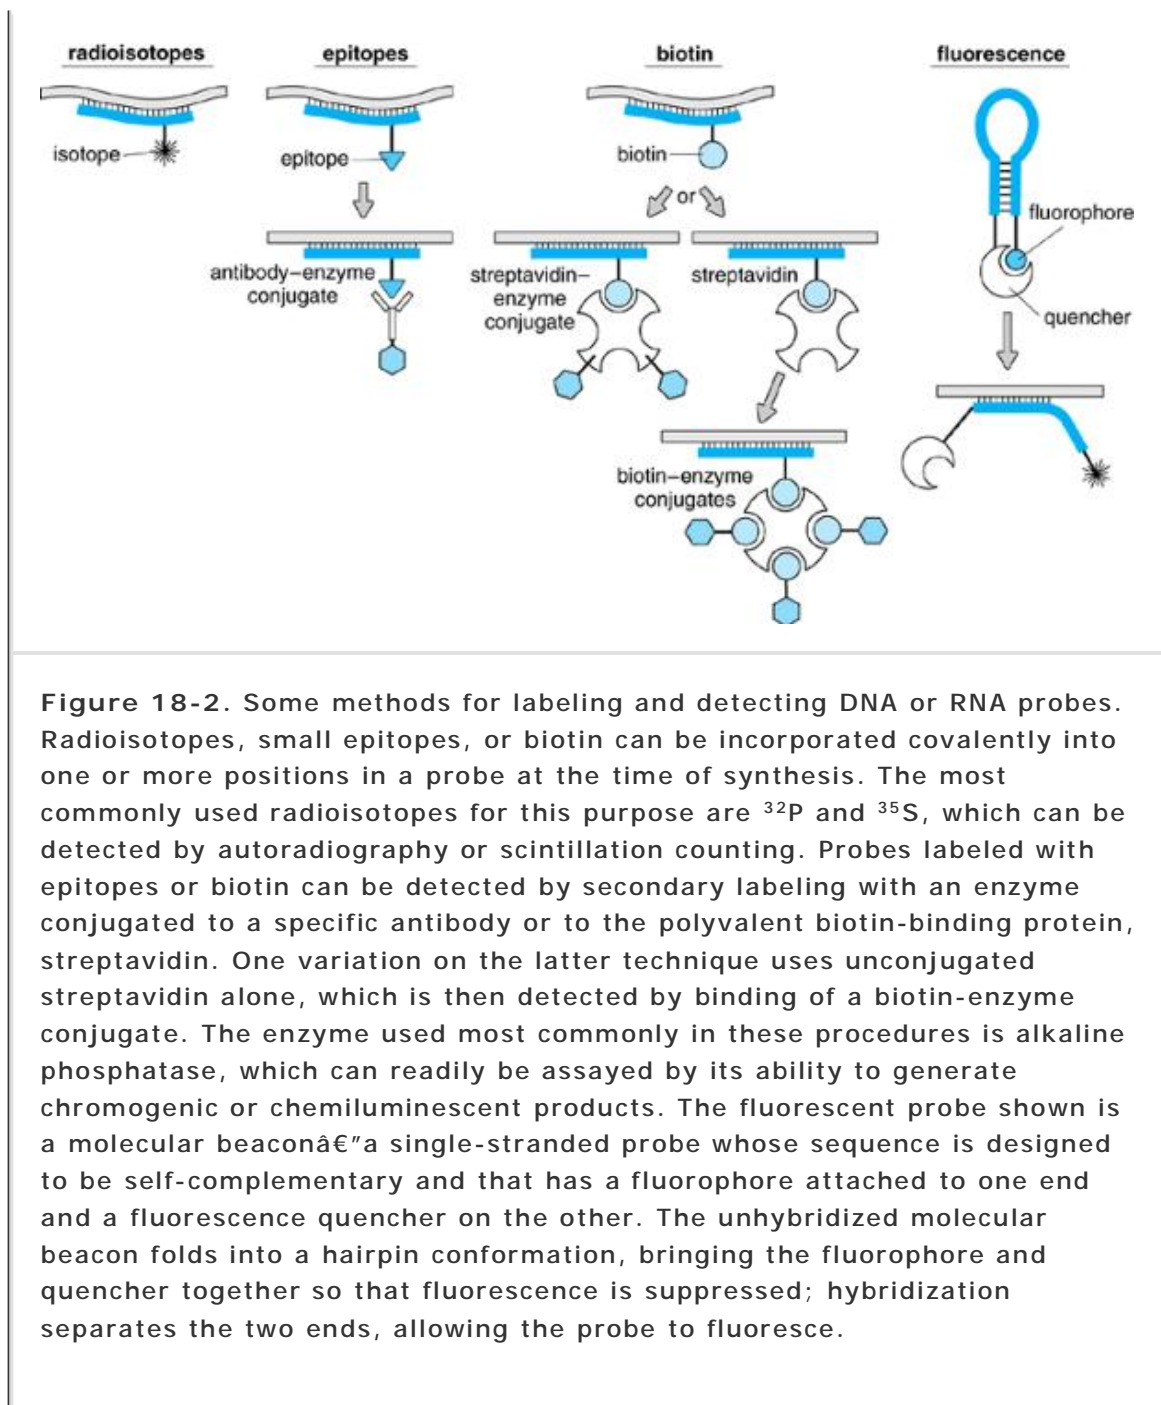 radioisotopes
epitopes
biotin
fluorescence
isotope
epitope
biotin
or
fluorophore
antibody–enzyme
conjugate
streptavidin–
enzyme
conjugate
streptavidin
quencher
biotin–enzyme
conjugates
Figure 18-2. Some methods for labeling and detecting DNA or RNA probes.
Radioisotopes, small epitopes, or biotin can be incorporated covalently into
one or more positions in a probe at the time of synthesis. The most
commonly used radioisotopes for this purpose are ³²P and ³⁵S, which can be
detected by autoradiography or scintillation counting. Probes labeled with
epitopes or biotin can be detected by secondary labeling with an enzyme
conjugated to a specific antibody or to the polyvalent biotin-binding protein,
streptavidin. One variation on the latter technique uses unconjugated
streptavidin alone, which is then detected by binding of a biotin-enzyme
conjugate. The enzyme used most commonly in these procedures is alkaline
phosphatase, which can readily be assayed by its ability to generate
chromogenic or chemiluminescent products. The fluorescent probe shown is
a molecular beaconâ€"a single-stranded probe whose sequence is designed
to be self-complementary and that has a fluorophore attached to one end
and a fluorescence quencher on the other. The unhybridized molecular
beacon folds into a hairpin conformation, bringing the fluorophore and
quencher together so that fluorescence is suppressed; hybridization
separates the two ends, allowing the probe to fluoresce.